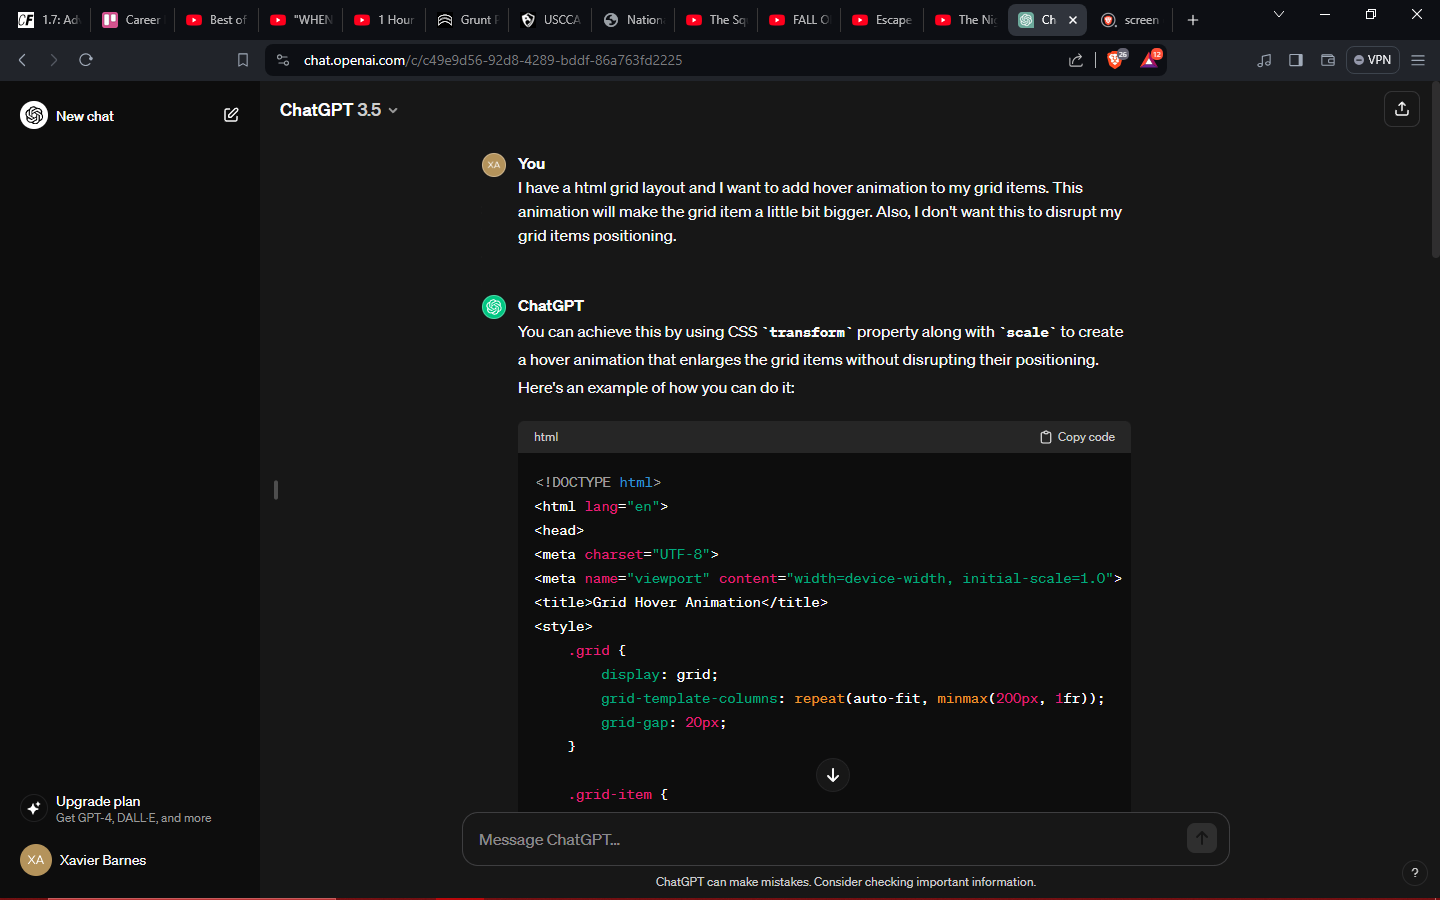 1.7: Ad
Career
Best of
"WHEN
1 Hour
Grunt
USCCA
Nation
The Sq
FALL O
Escape
The Ni
Ch
screen
chat.openai.com/c/c49e9d56-92d8-4289-bddf-86a763fd2225
26
12
VPN
New chat
ChatGPT 3.5
XA
You
I have a html grid layout and I want to add hover animation to my grid items. This
animation will make the grid item a little bit bigger. Also, I don't want this to disrupt my
grid items positioning.
ChatGPT
You can achieve this by using CSS `transform` property along with `scale` to create
a hover animation that enlarges the grid items without disrupting their positioning.
Here's an example of how you can do it:
html
Copy code
<!DOCTYPE html>
<html lang="en">
<head>
<meta charset="UTF-8">
<meta name="viewport" content="width=device-width, initial-scale=1.0">
<title>Grid Hover Animation</title>
<style>
.grid {
display: grid;
grid-template-columns: repeat(auto-fit, minmax(200px, 1fr));
grid-gap: 20px;
}
.grid-item {
Upgrade plan
Get GPT-4, DALL·E, and more
XA
Xavier Barnes
Message ChatGPT...
ChatGPT can make mistakes. Consider checking important information.
?